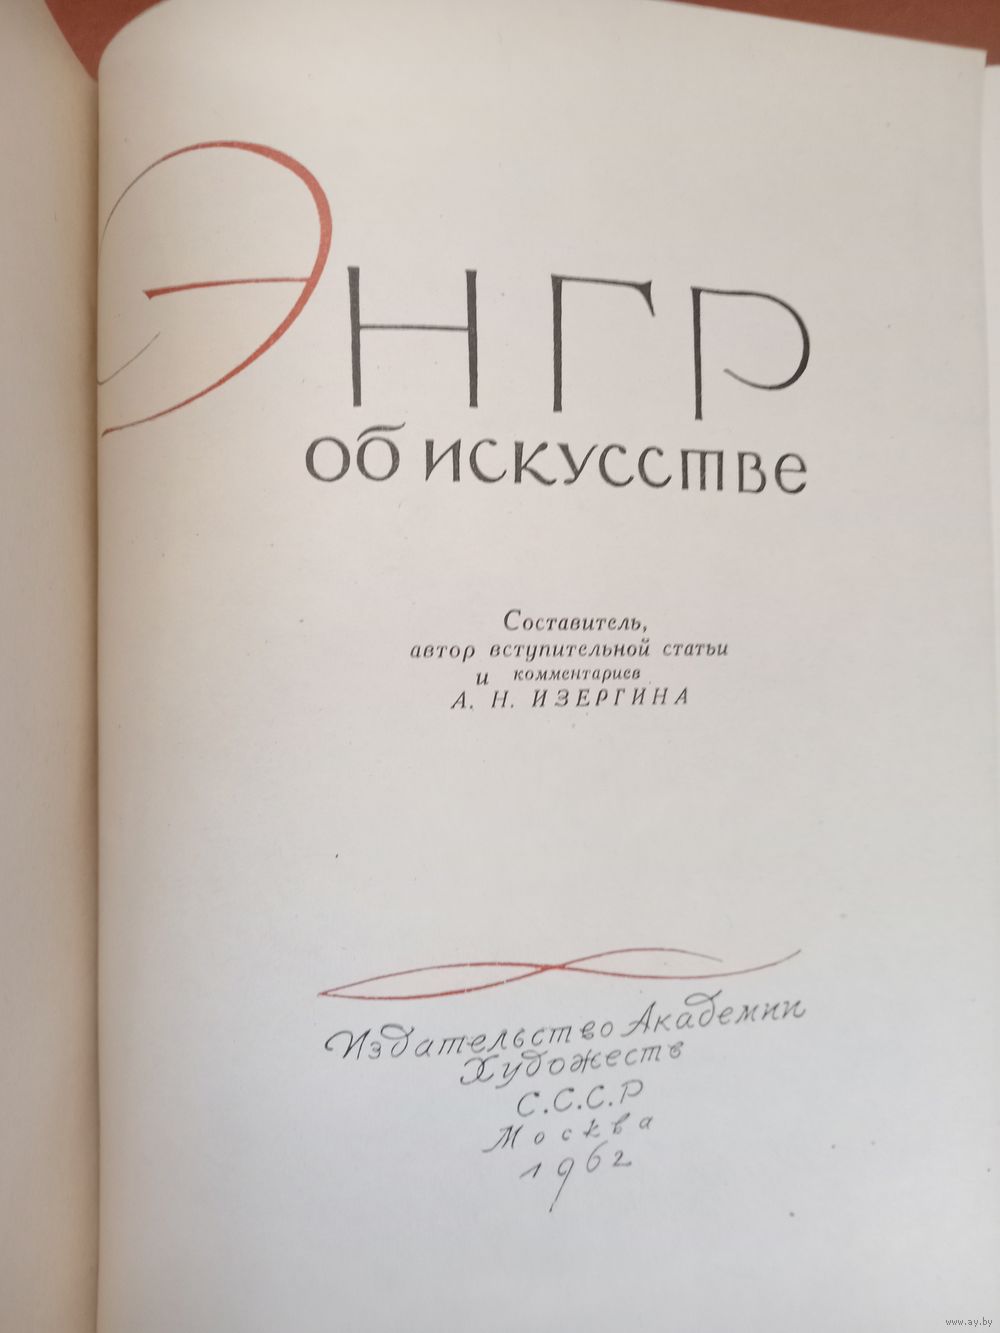 ЭНГР
об искусстве
Составитель,
автор вступительной статьи
и комментариев
А. Н. ИЗЕРГИНА
Издательство Академии
Художеств
С.С.С.Р
Москва
1962
www.ay.by